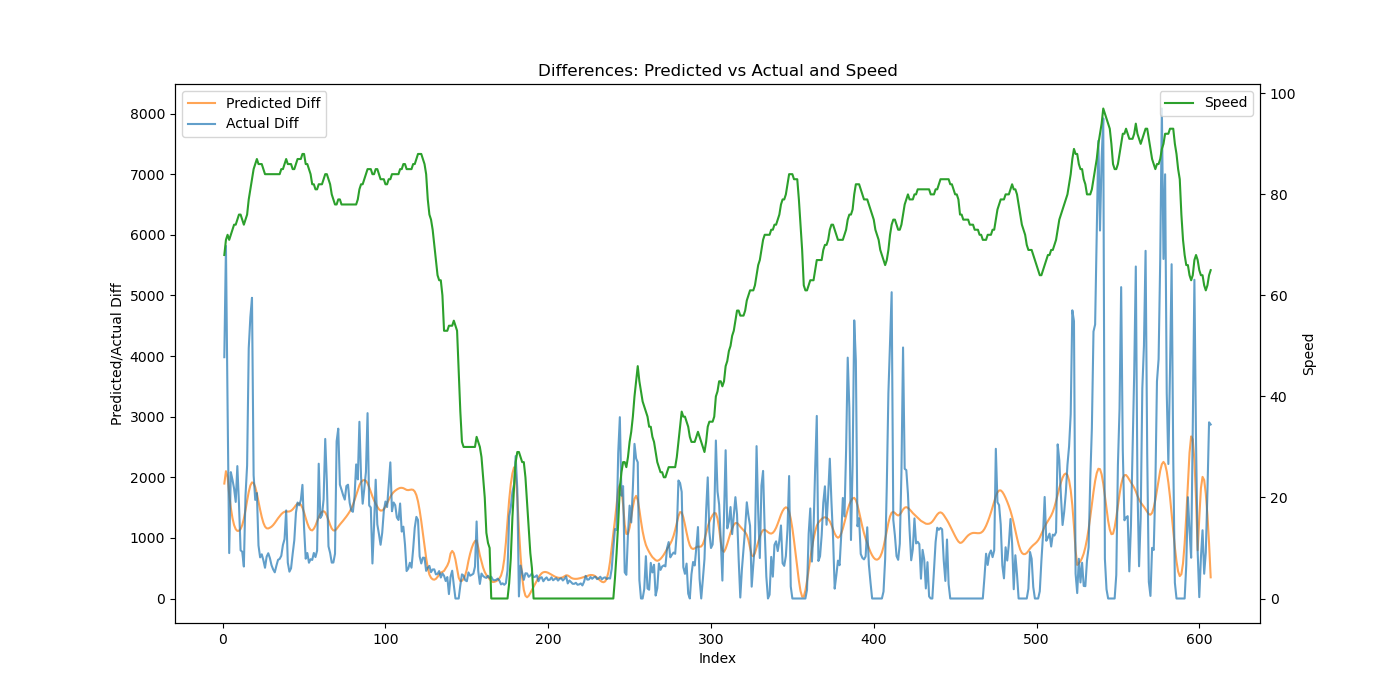 Differences: Predicted vs Actual and Speed
Predicted Diff
Actual Diff
Speed
8000
7000
6000
5000
4000
3000
2000
1000
0
Predicted/Actual Diff
100
80
60
40
20
0
Speed
0 100 200 300 400 500 600
Index